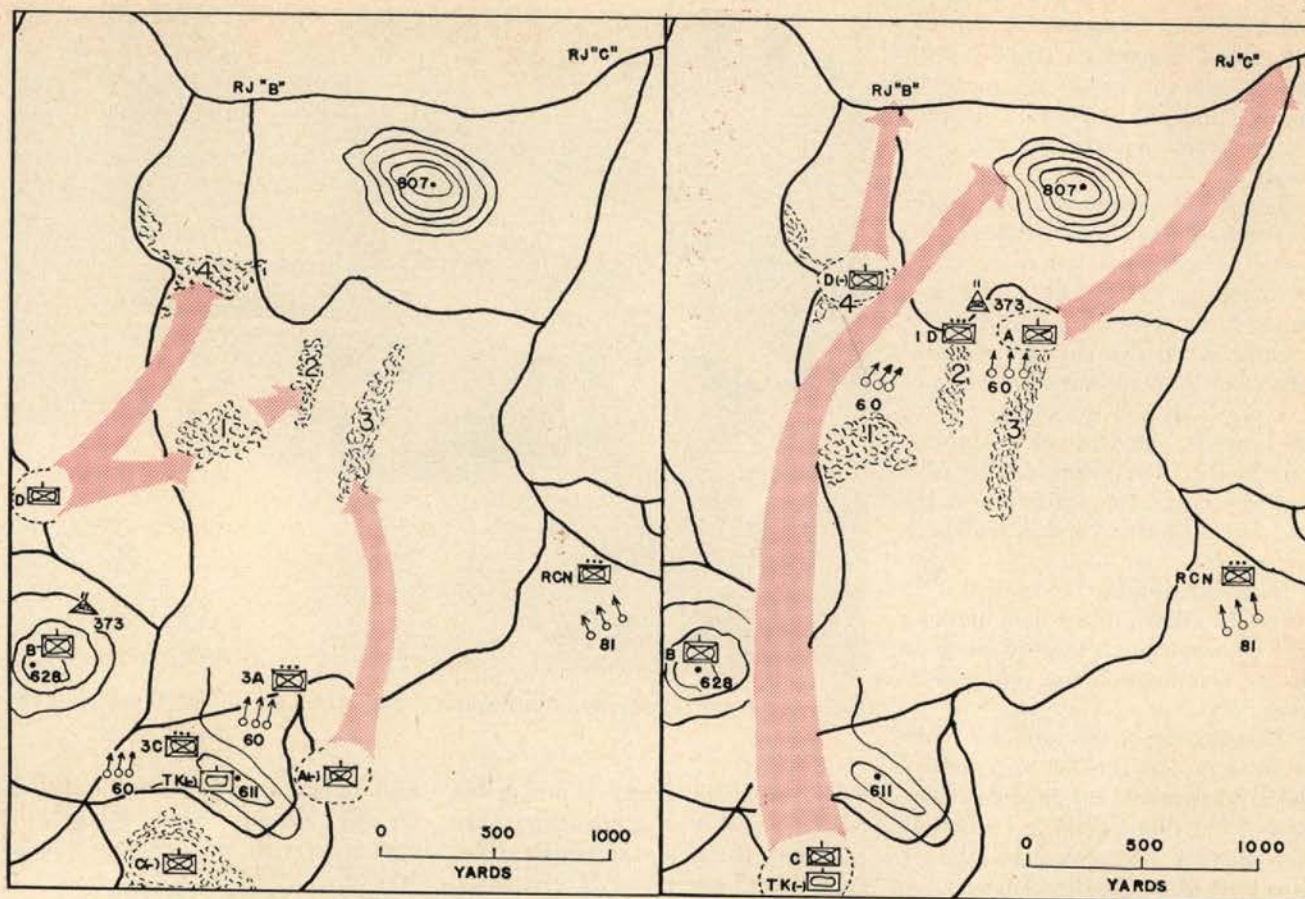 RJ "C"
RJ "B"
807
4
2
1
3
D
RCN
373
B
628
81
3A
60
3C
60
TK(-)
611
A(-)
C(-)
0 500 1000
YARDS
RJ"C"
RJ"B"
807
D(-)
4
373
1D
A
60
2
60
1
3
RCN
B
628
81
611
C
TK(-)
0 500 1000
YARDS